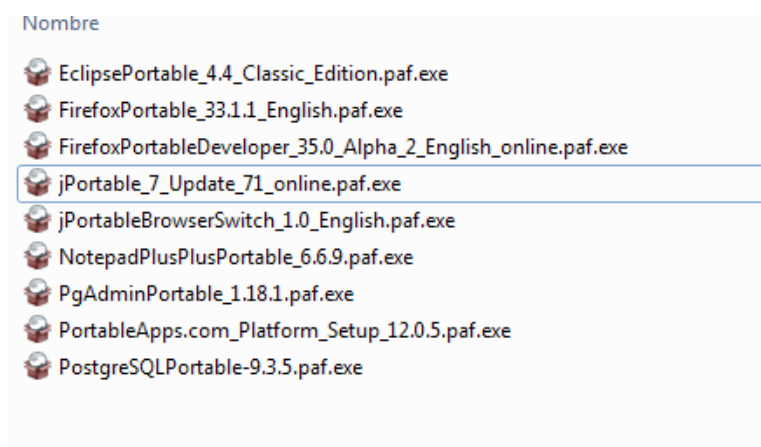 Nombre
EclipsePortable_4.4_Classic_Edition.paf.exe
FirefoxPortable_33.1.1_English.paf.exe
FirefoxPortableDeveloper_35.0_Alpha_2_English_online.paf.exe
jPortable_7_Update_71_online.paf.exe
jPortableBrowserSwitch_1.0_English.paf.exe
NotepadPlusPlusPortable_6.6.9.paf.exe
PgAdminPortable_1.18.1.paf.exe
PortableApps.com_Platform_Setup_12.0.5.paf.exe
PostgreSQLPortable-9.3.5.paf.exe